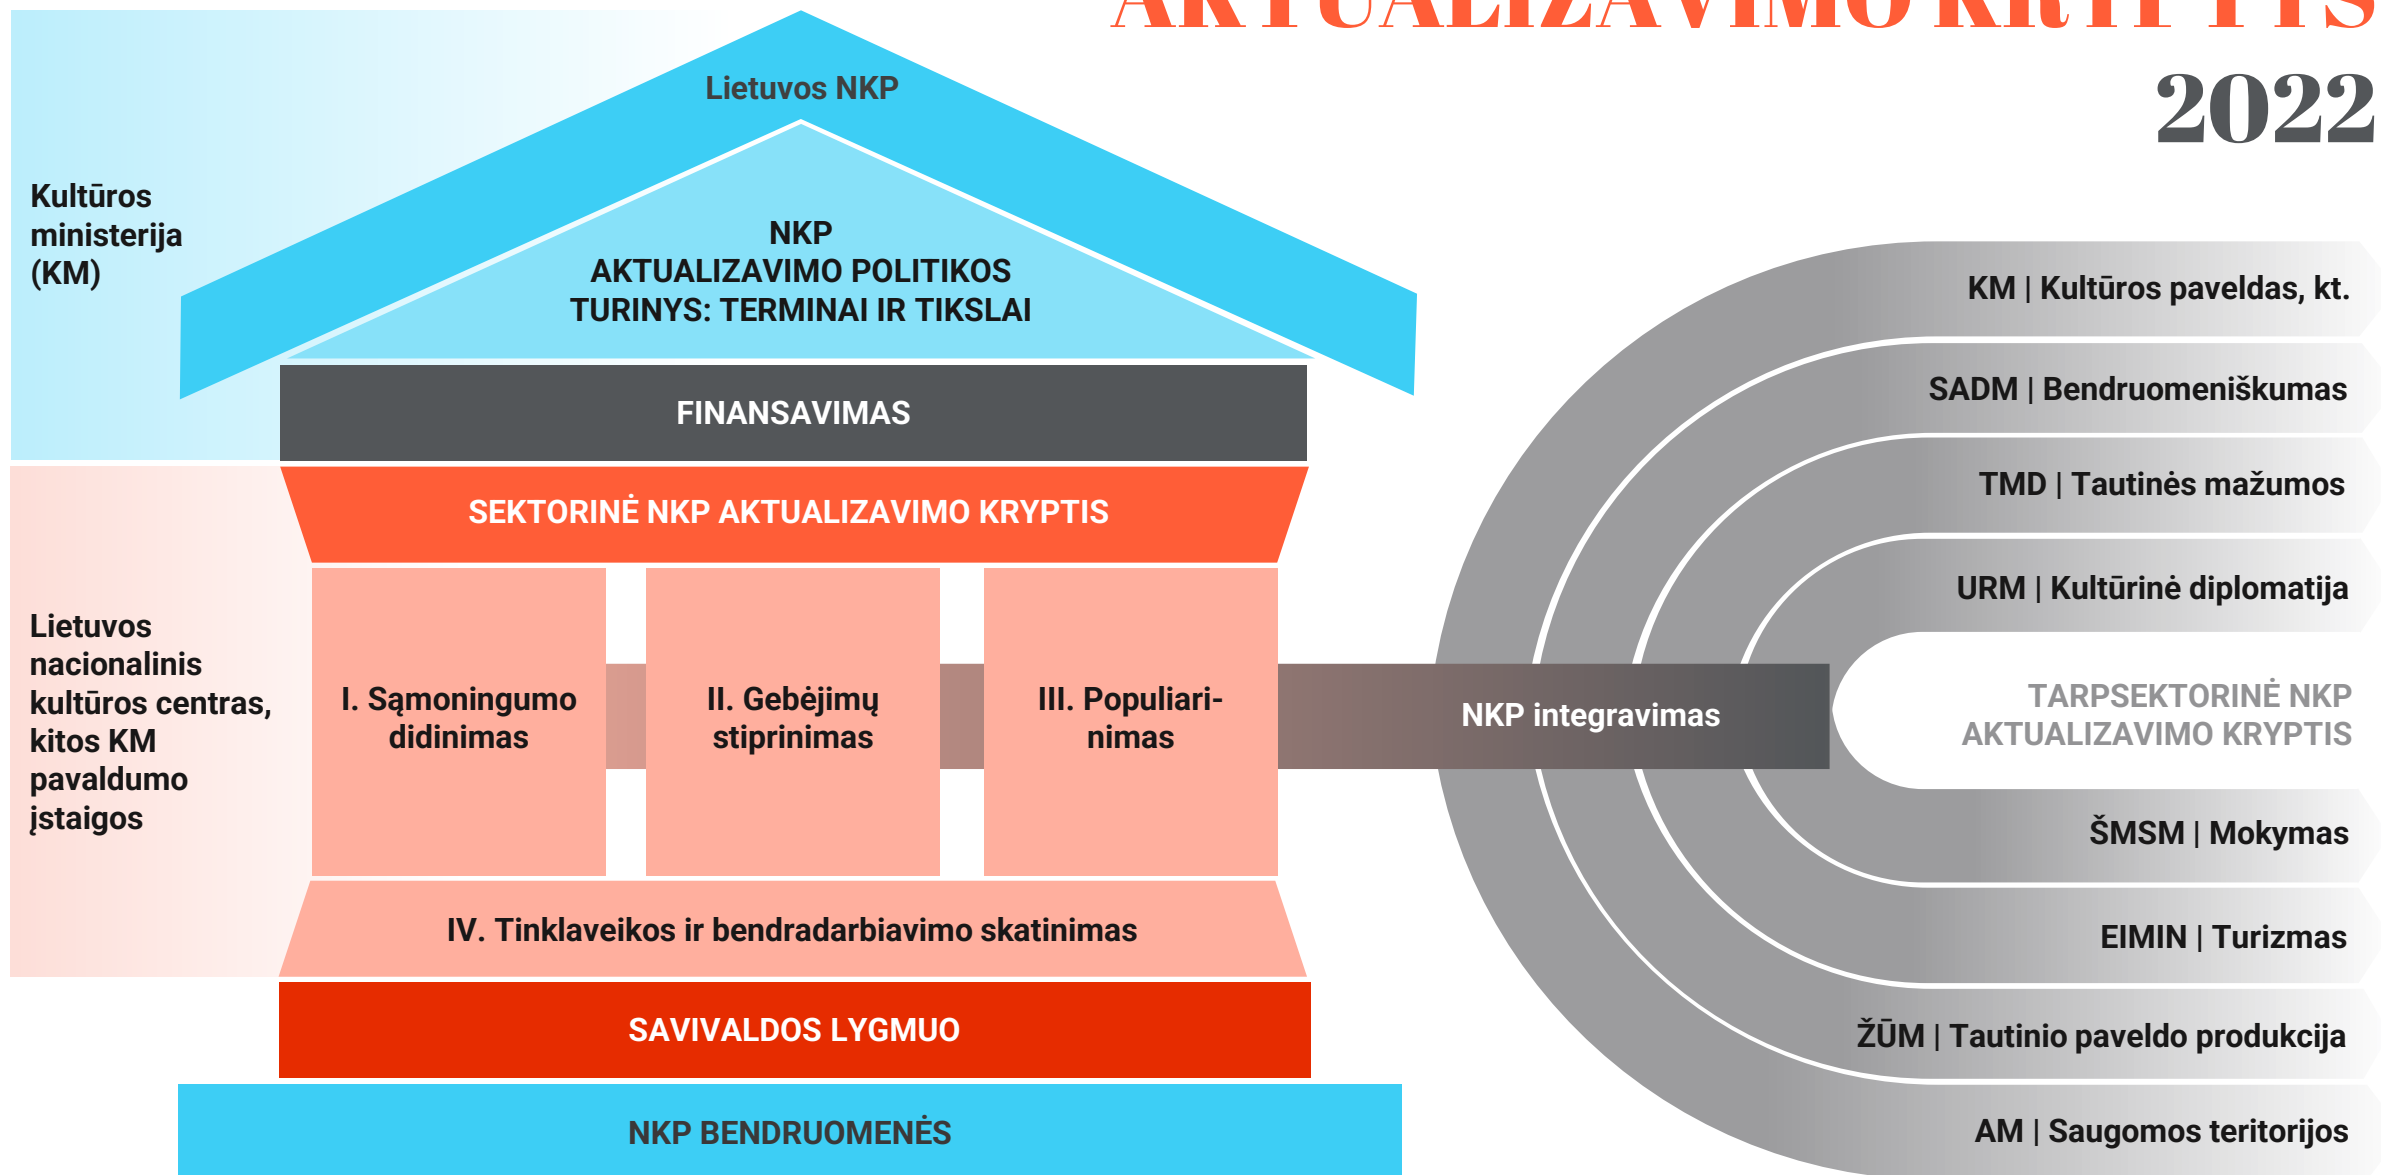 AKTUALIZAVIMO KRYPTYS
2022
Lietuvos NKP
Kultūros
ministerija
(KM)
NKP
AKTUALIZAVIMO POLITIKOS
TURINYS: TERMINAI IR TIKSLAI
FINANSAVIMAS
SEKTORINĖ NKP AKTUALIZAVIMO KRYPTIS
Lietuvos
nacionalinis
kultūros centras,
kitos KM
pavaldumo
įstaigos
I. Sąmoningumo
didinimas
II. Gebėjimų
stiprinimas
III. Populiari-
nimas
NKP integravimas
IV. Tinklaveikos ir bendradarbiavimo skatinimas
SAVIVALDOS LYGMUO
NKP BENDRUOMENĖS
KM | Kultūros paveldas, kt.
SADM | Bendruomeniškumas
TMD | Tautinės mažumos
URM | Kultūrinė diplomatija
TARPSEKTORINĖ NKP
AKTUALIZAVIMO KRYPTIS
ŠMSM | Mokymas
EIMIN | Turizmas
ŽŪM | Tautinio paveldo produkcija
AM | Saugomos teritorijos